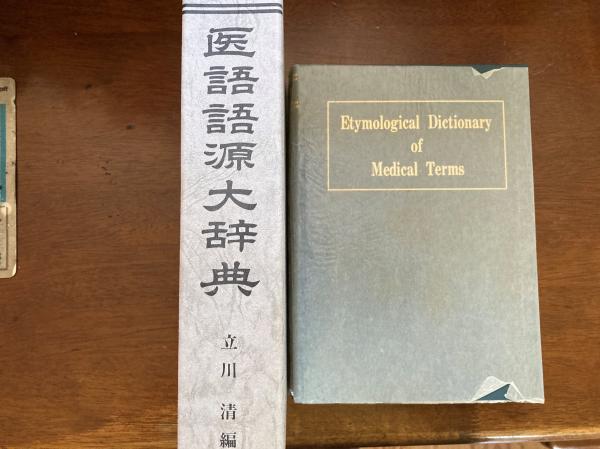 医語語源大辞典
立川 清 編
Etymological Dictionary
of
Medical Terms